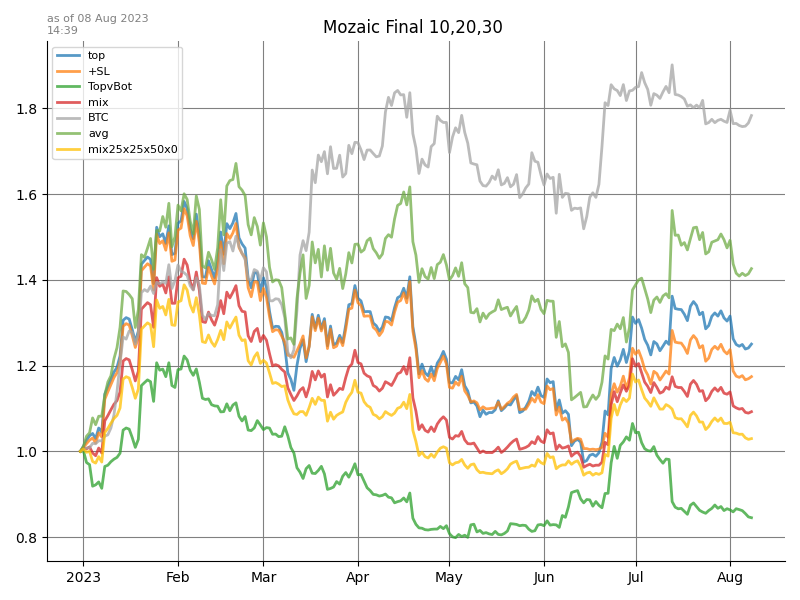 as of 08 Aug 2023
14:39
Mozaic Final 10,20,30
top
+SL
TopvBot
mix
BTC
avg
mix25x25x50x0
1.8
1.6
1.4
1.2
1.0
0.8
2023 Feb Mar Apr May Jun Jul Aug